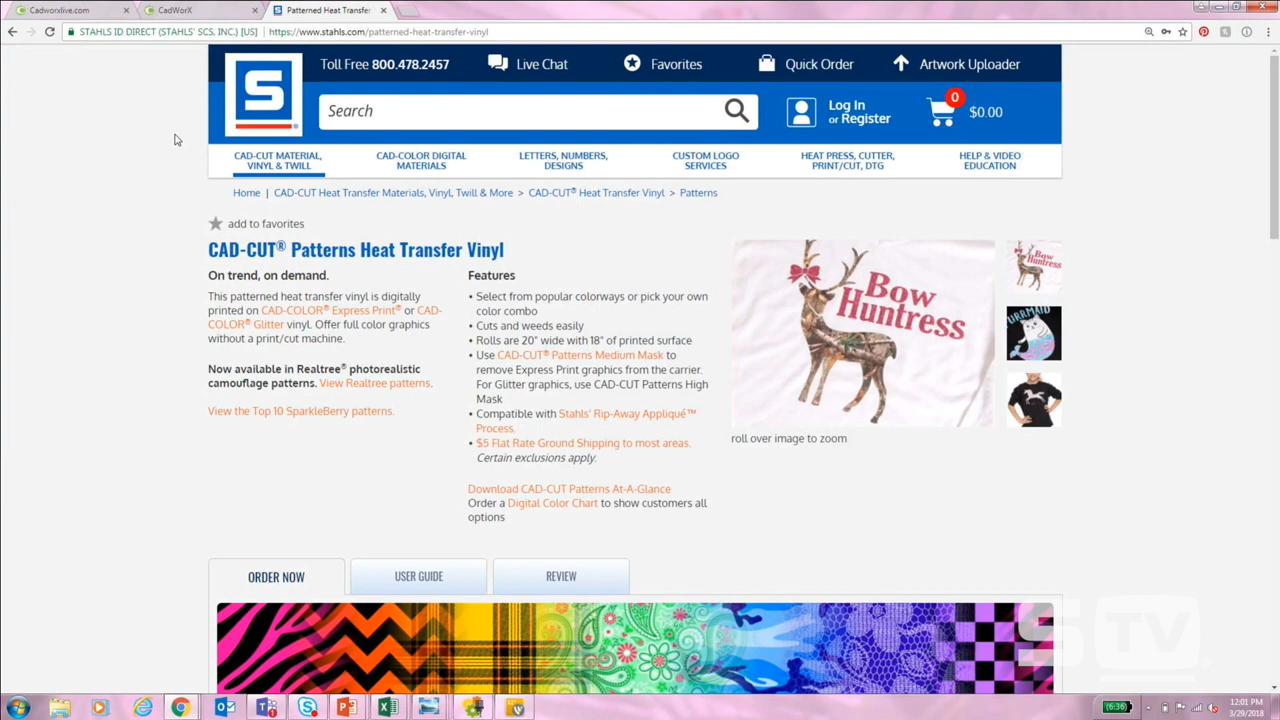 Cadworxlive.com
CadWorX
Patterned Heat Transfer
STAHLS ID DIRECT (STAHLS' SCS, INC.) [US]
https://www.stahls.com/patterned-heat-transfer-vinyl
S
Toll Free 800.478.2457
Live Chat
Favorites
Quick Order
Artwork Uploader
Search
Log In
or Register
0
$0.00
CAD-CUT MATERIAL,
VINYL & TWILL
CAD-COLOR DIGITAL
MATERIALS
LETTERS, NUMBERS,
DESIGNS
CUSTOM LOGO
SERVICES
HEAT PRESS, CUTTER,
PRINT/CUT, DTG
HELP & VIDEO
EDUCATION
Home | CAD-CUT Heat Transfer Materials, Vinyl, Twill & More > CAD-CUT® Heat Transfer Vinyl > Patterns
add to favorites
CAD-CUT® Patterns Heat Transfer Vinyl
On trend, on demand.
This patterned heat transfer vinyl is digitally
printed on CAD-COLOR® Express Print® or CAD-
COLOR® Glitter vinyl. Offer full color graphics
without a print/cut machine.
Now available in Realtree® photorealistic
camouflage patterns. View Realtree patterns.
View the Top 10 SparkleBerry patterns.
Features
• Select from popular colorways or pick your own
color combo
• Cuts and weeds easily
• Rolls are 20" wide with 18" of printed surface
• Use CAD-CUT® Patterns Medium Mask to
remove Express Print graphics from the carrier.
For Glitter graphics, use CAD-CUT Patterns High
Mask
• Compatible with Stahls' Rip-Away Appliqué™
Process.
• $5 Flat Rate Ground Shipping to most areas.
Certain exclusions apply.
Download CAD-CUT Patterns At-A-Glance
Order a Digital Color Chart to show customers all
options
Bow
Huntress
Bow
Huntress
PURRMAID
roll over image to zoom
ORDER NOW
USER GUIDE
REVIEW
S TV
(6:36)
12:01 PM
3/29/2018